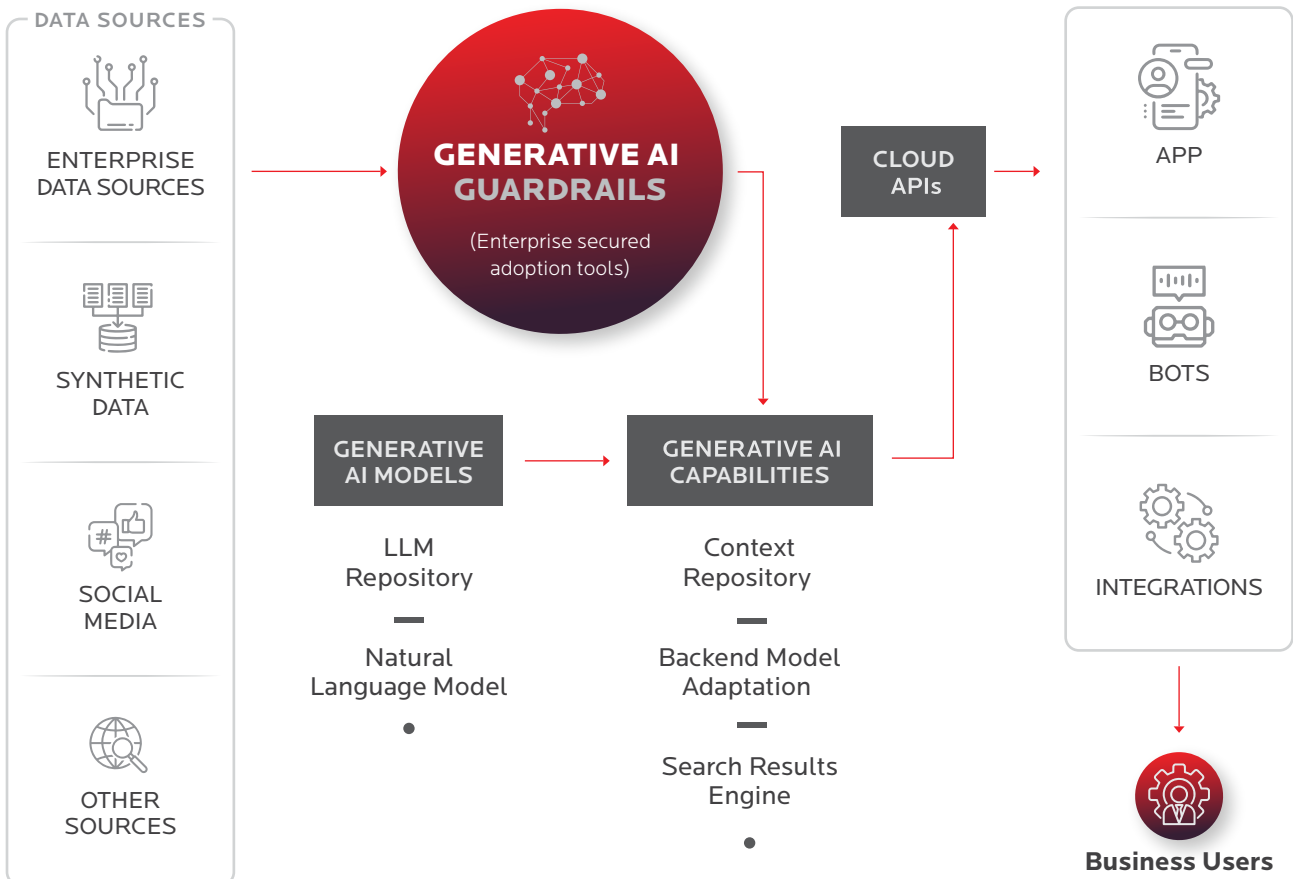 DATA SOURCES
ENTERPRISE
DATA SOURCES
SYNTHETIC
DATA
#
SOCIAL
MEDIA
OTHER
SOURCES
GENERATIVE AI
GUARDRAILS
(Enterprise secured
adoption tools)
GENERATIVE
AI MODELS
LLM
Repository
Natural
Language Model
GENERATIVE AI
CAPABILITIES
Context
Repository
Backend Model
Adaptation
Search Results
Engine
CLOUD
APIs
APP
BOTS
INTEGRATIONS
Business Users